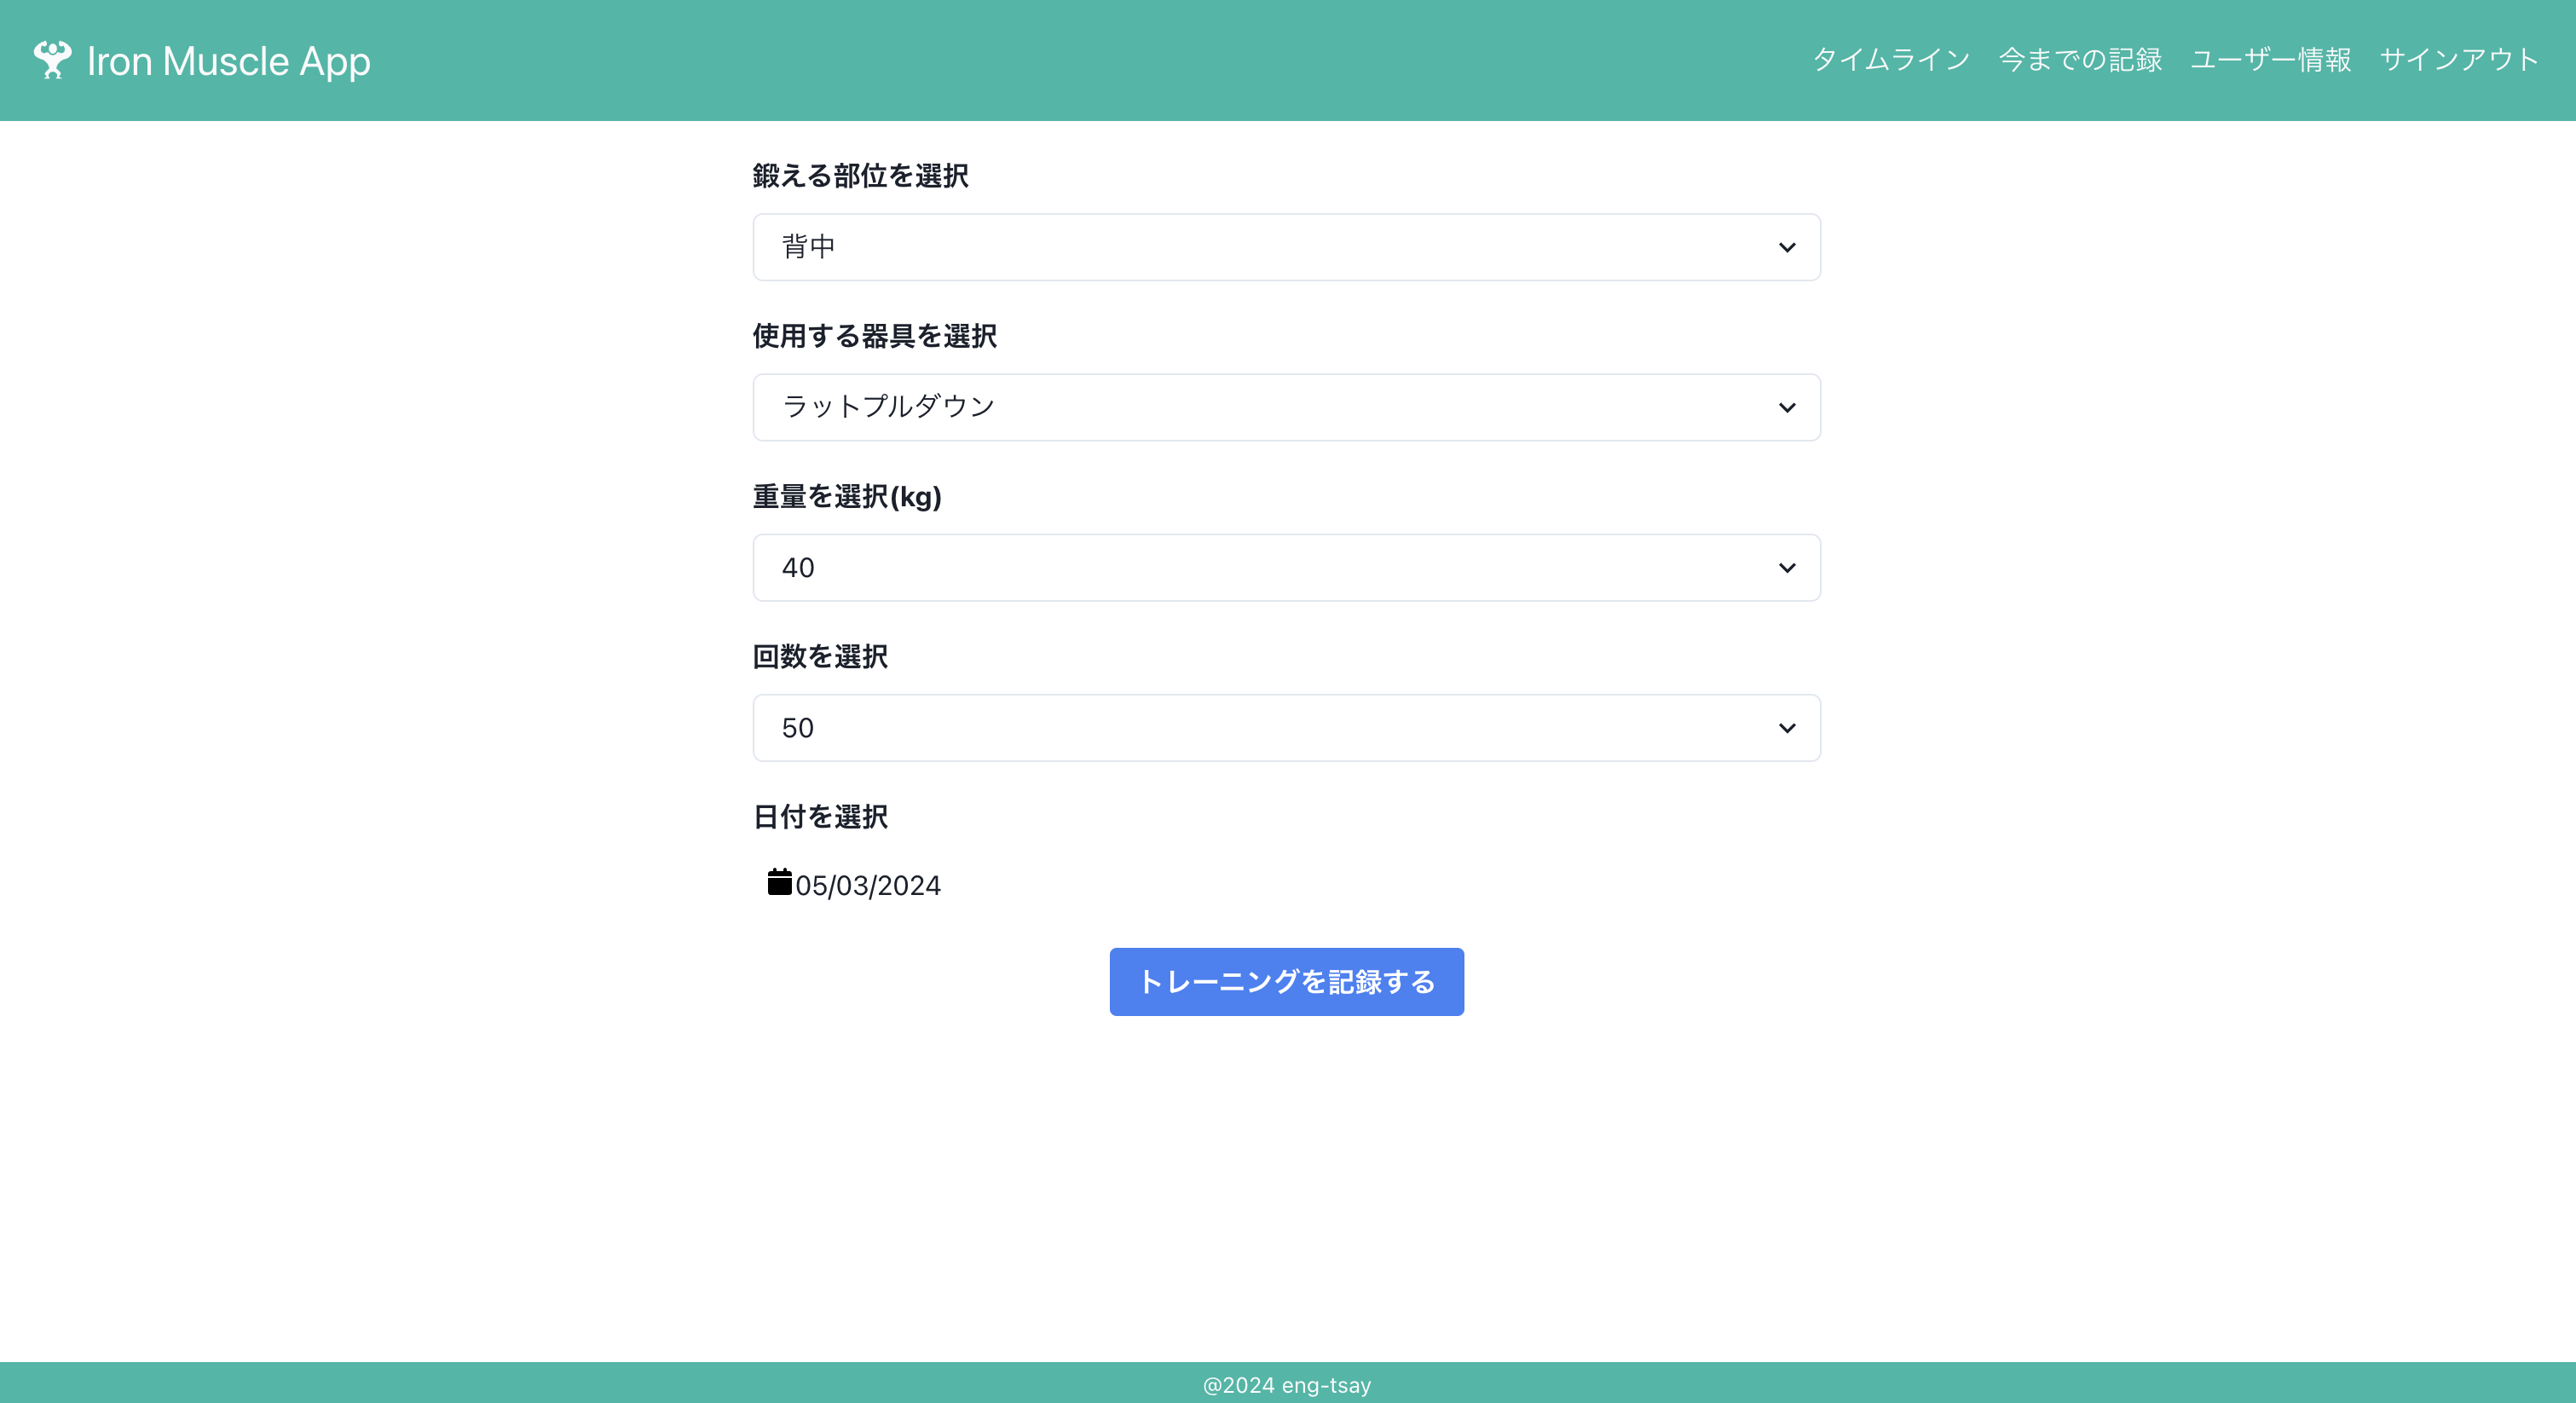 Iron Muscle App
タイムライン 今までの記録 ユーザー情報 サインアウト
鍛える部位を選択
背中
使用する器具を選択
ラットプルダウン
重量を選択(kg)
40
回数を選択
50
日付を選択
05/03/2024
トレーニングを記録する
@2024 eng-tsay